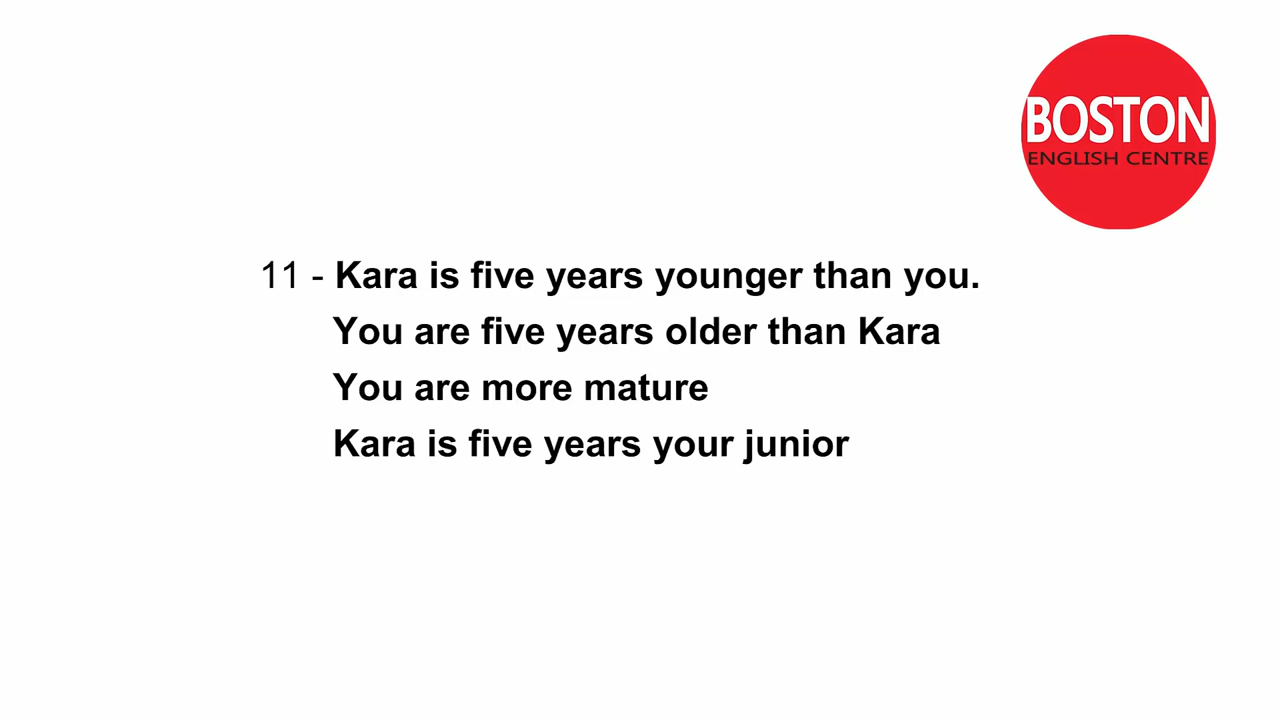 BOSTON
ENGLISH CENTRE
11 - Kara is five years younger than you.
You are five years older than Kara
You are more mature
Kara is five years your junior